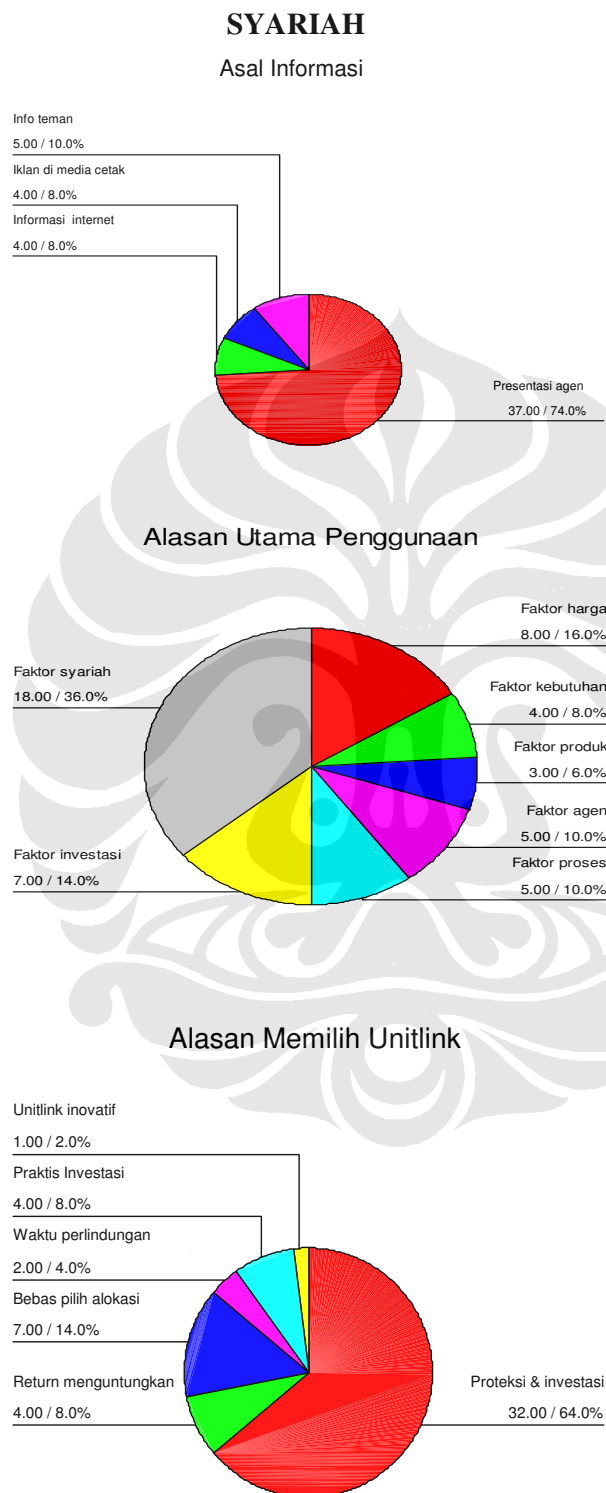 SYARIAH
Asal Informasi
Info teman
5.00 / 10.0%
Iklan di media cetak
4.00 / 8.0%
Informasi internet
4.00 / 8.0%
Presentasi agen
37.00 / 74.0%
Alasan Utama Penggunaan
Faktor harga
8.00 / 16.0%
Faktor syariah
18.00 / 36.0%
Faktor kebutuhan
4.00 / 8.0%
Faktor produk
3.00 / 6.0%
Faktor agen
5.00 / 10.0%
Faktor investasi
7.00 / 14.0%
Faktor proses
5.00 / 10.0%
Alasan Memilih Unitlink
Unitlink inovatif
1.00 / 2.0%
Praktis Investasi
4.00 / 8.0%
Waktu perlindungan
2.00 / 4.0%
Bebas pilih alokasi
7.00 / 14.0%
Return menguntungkan
4.00 / 8.0%
Proteksi & investasi
32.00 / 64.0%